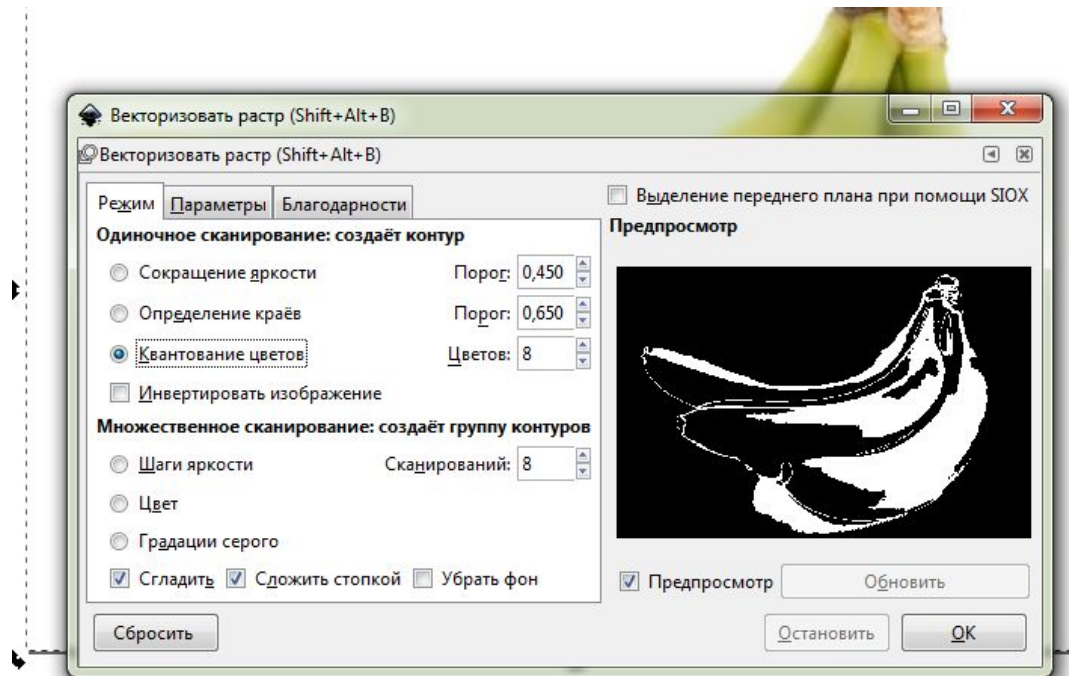 Векторизовать растр (Shift+Alt+B)
Векторизовать растр (Shift+Alt+B)
Режим Параметры Благодарности
Выделение переднего плана при помощи SIOX
Одиночное сканирование: создаёт контур
Предпросмотр
Сокращение яркости Порог: 0,450
Определение краёв Порог: 0,650
Квантование цветов Цветов: 8
Инвертировать изображение
Множественное сканирование: создаёт группу контуров
Шаги яркости Сканирований: 8
Цвет
Градации серого
Сгладить Сложить стопкой Убрать фон
Предпросмотр Обновить
Сбросить Остановить OK